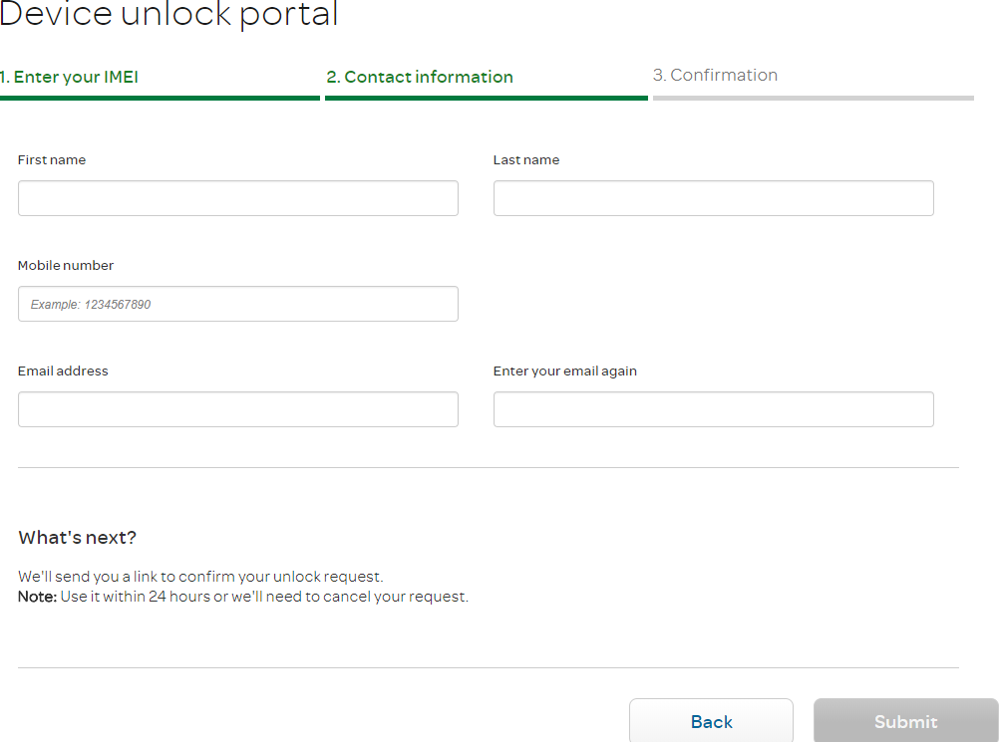 Device unlock portal
1. Enter your IMEI
2. Contact information
3. Confirmation
First name
Last name
Mobile number
Example: 1234567890
Email address
Enter your email again
What's next?
We'll send you a link to confirm your unlock request.
Note: Use it within 24 hours or we'll need to cancel your request.
Back
Submit